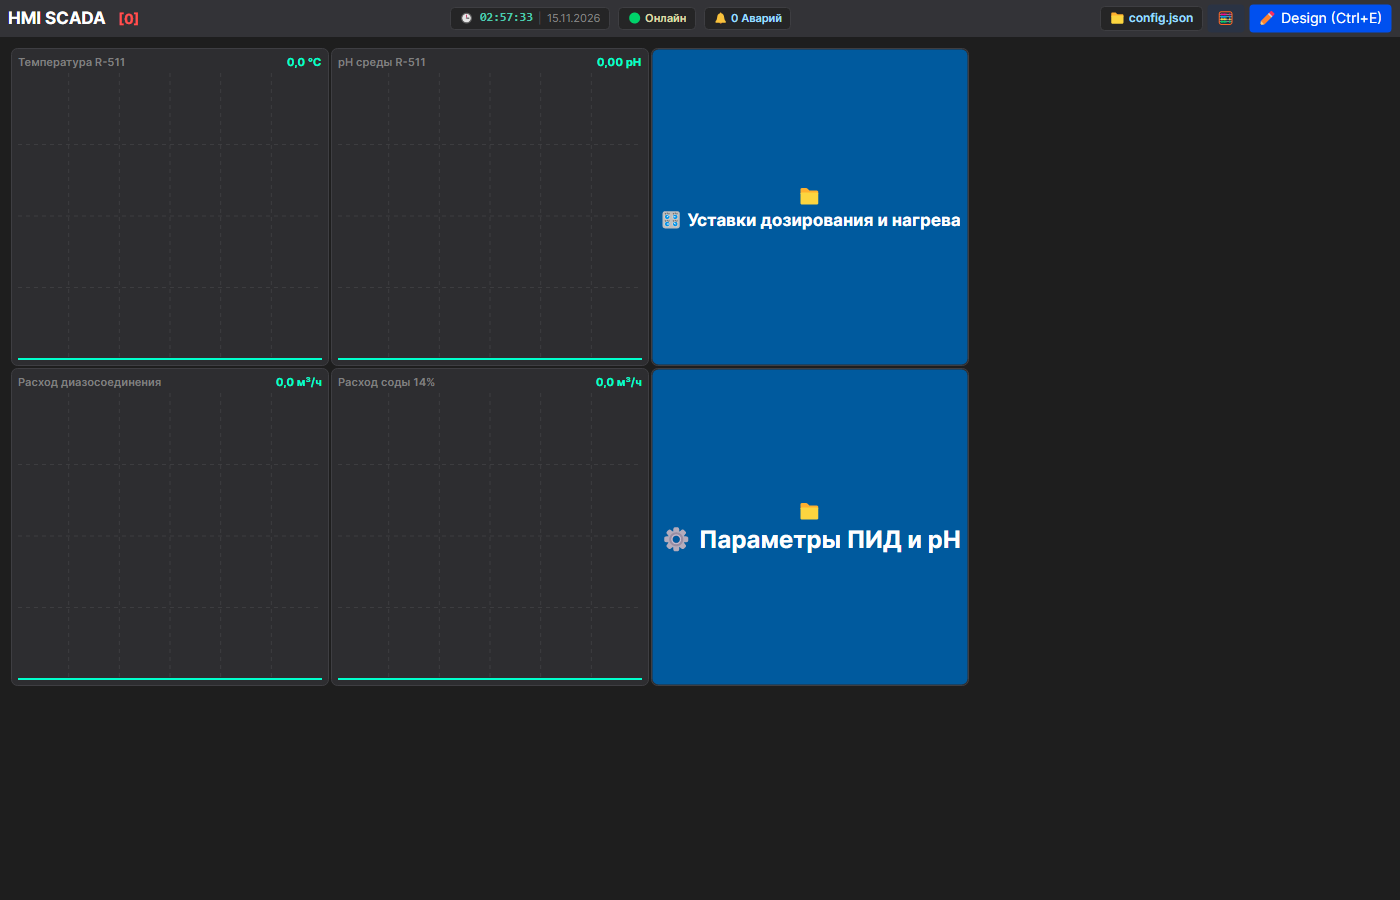 HMI SCADA [0] 02:57:33 15.11.2026 Онлайн 0 Аварий config.json Design (Ctrl+E)
Температура R-511 0,0 °C
pH среды R-511 0,00 pH
Уставки дозирования и нагрева
Расход диазосоединения 0,0 м³/ч
Расход соды 14% 0,0 м³/ч
Параметры ПИД и pH